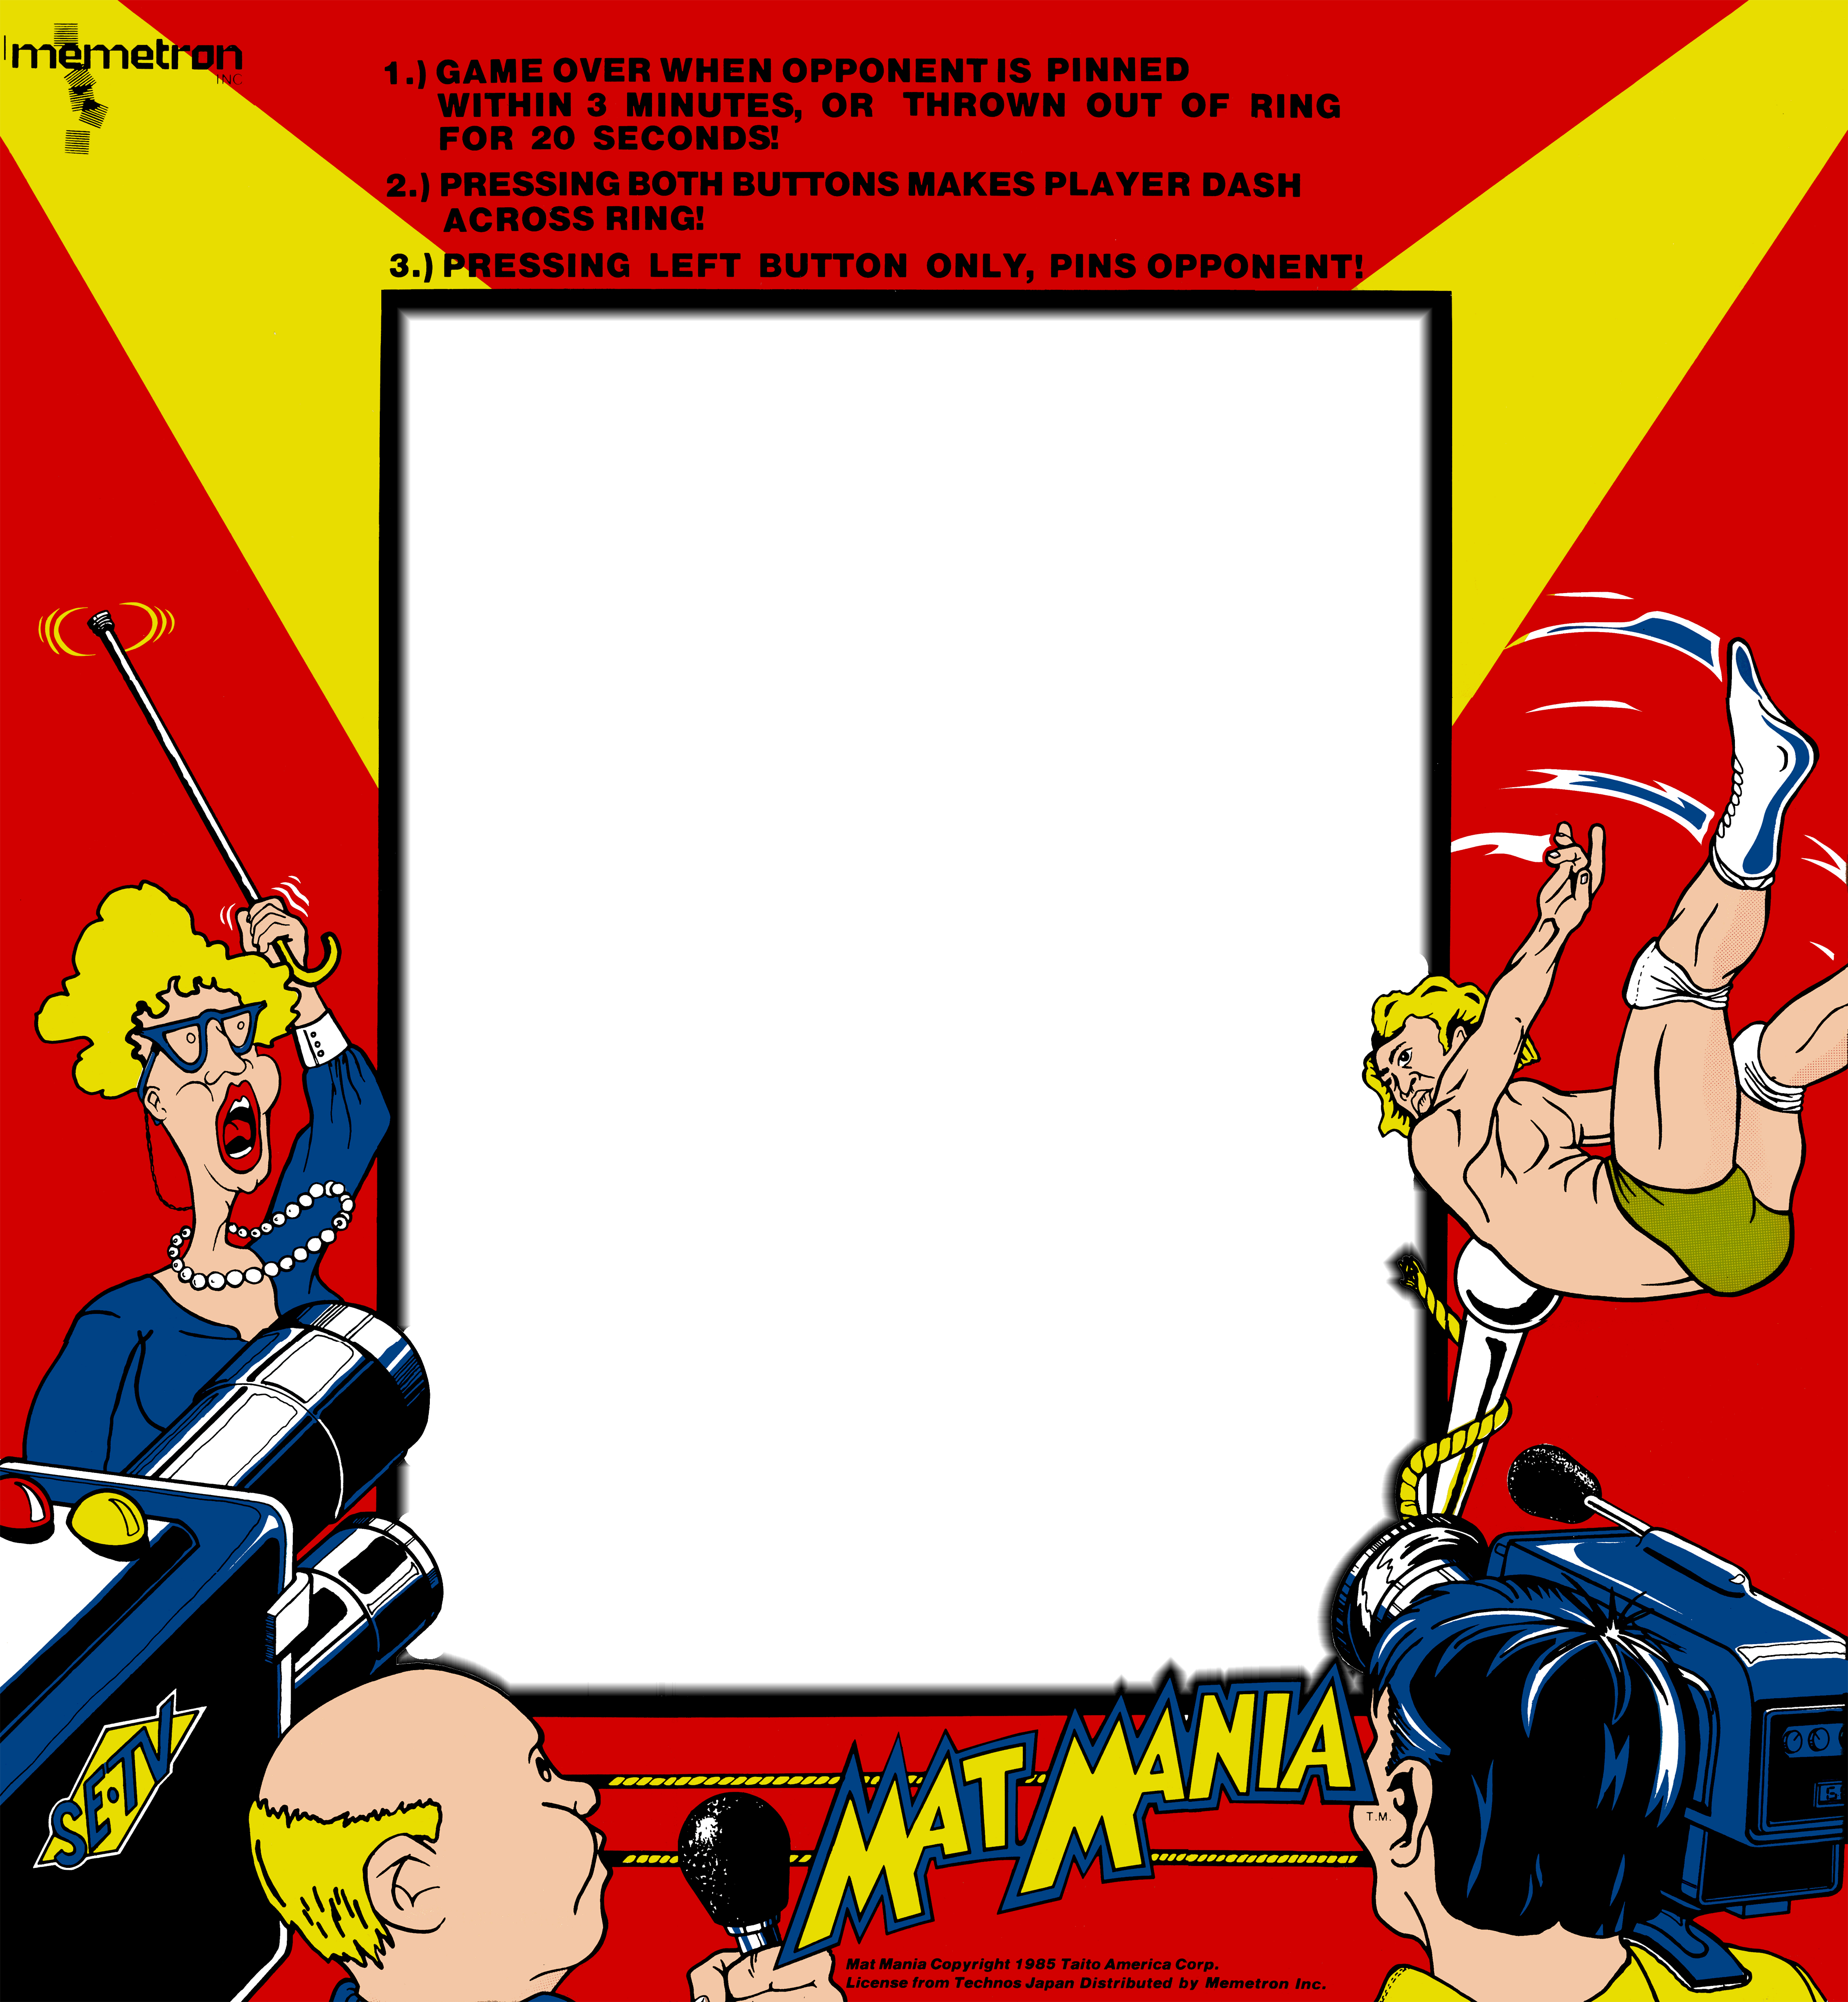 memetron
INC
1.) GAME OVER WHEN OPPONENT IS PINNED
WITHIN 3 MINUTES, OR THROWN OUT OF RING
FOR 20 SECONDS!
2.) PRESSING BOTH BUTTONS MAKES PLAYER DASH
ACROSS RING!
3.) PRESSING LEFT BUTTON ONLY, PINS OPPONENT!
SE•TV
MAT MANIA
T.M.
Mat Mania Copyright 1985 Taito America Corp.
License from Technos Japan Distributed by Memetron Inc.